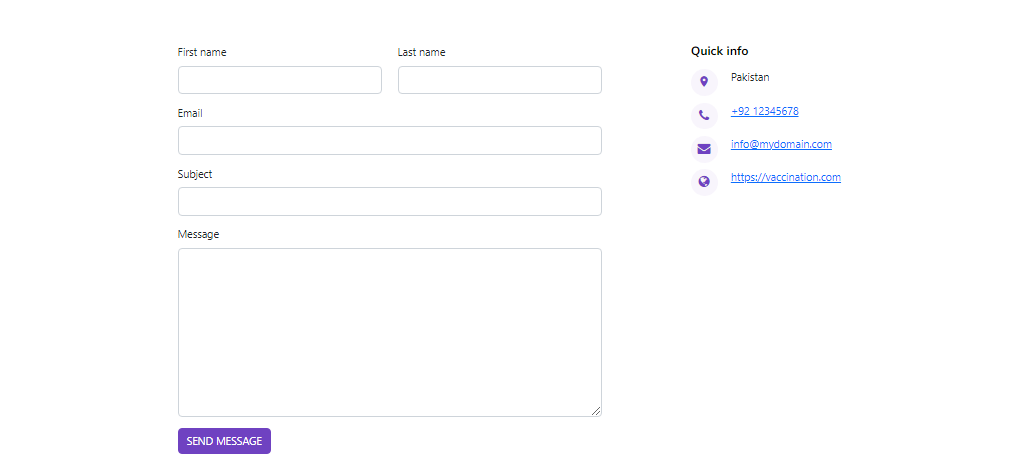 First name
Last name
Email
Subject
Message
SEND MESSAGE
Quick info
Pakistan
+92 12345678
info@mydomain.com
https://vaccination.com